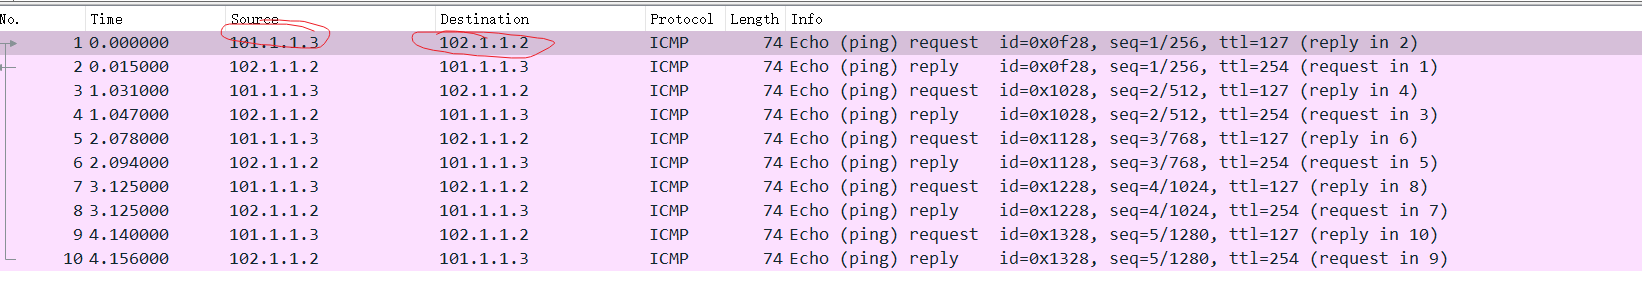 No. Time Source Destination Protocol Length Info
1 0.000000 101.1.1.3 102.1.1.2 ICMP 74 Echo (ping) request id=0x0f28, seq=1/256, ttl=127 (reply in 2)
2 0.015000 102.1.1.2 101.1.1.3 ICMP 74 Echo (ping) reply id=0x0f28, seq=1/256, ttl=254 (request in 1)
3 1.031000 101.1.1.3 102.1.1.2 ICMP 74 Echo (ping) request id=0x1028, seq=2/512, ttl=127 (reply in 4)
4 1.047000 102.1.1.2 101.1.1.3 ICMP 74 Echo (ping) reply id=0x1028, seq=2/512, ttl=254 (request in 3)
5 2.078000 101.1.1.3 102.1.1.2 ICMP 74 Echo (ping) request id=0x1128, seq=3/768, ttl=127 (reply in 6)
6 2.094000 102.1.1.2 101.1.1.3 ICMP 74 Echo (ping) reply id=0x1128, seq=3/768, ttl=254 (request in 5)
7 3.125000 101.1.1.3 102.1.1.2 ICMP 74 Echo (ping) request id=0x1228, seq=4/1024, ttl=127 (reply in 8)
8 3.125000 102.1.1.2 101.1.1.3 ICMP 74 Echo (ping) reply id=0x1228, seq=4/1024, ttl=254 (request in 7)
9 4.140000 101.1.1.3 102.1.1.2 ICMP 74 Echo (ping) request id=0x1328, seq=5/1280, ttl=127 (reply in 10)
10 4.156000 102.1.1.2 101.1.1.3 ICMP 74 Echo (ping) reply id=0x1328, seq=5/1280, ttl=254 (request in 9)